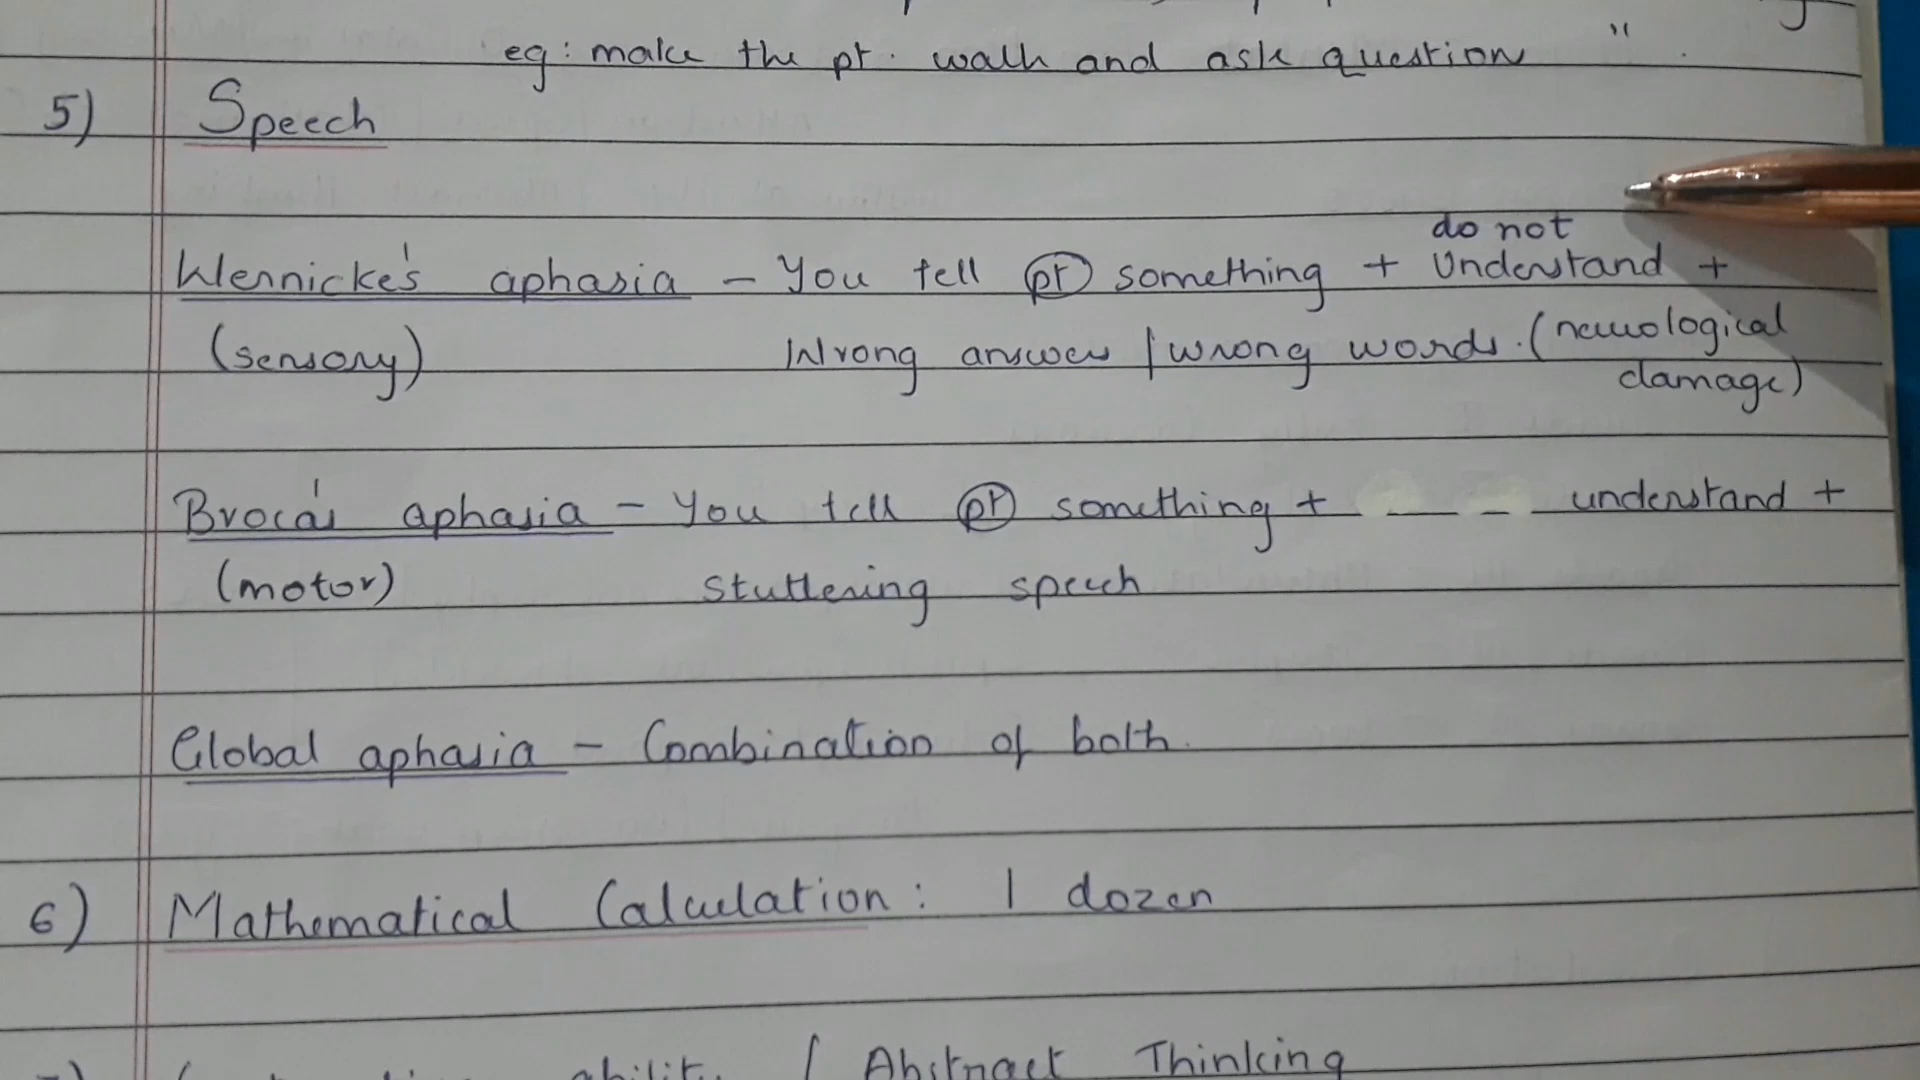 eg: make the pt. walk and ask question "
5) Speech
do not
Wernicke's aphasia - You tell pt something + Understand +
(sensory) Wrong answer / wrong words. (neurological
damage)
Broca's aphasia - You tell pt something + understand +
(motor) stuttering speech
Global aphasia - Combination of both.
6) Mathematical Calculation: 1 dozen
ability / Abstract Thinking